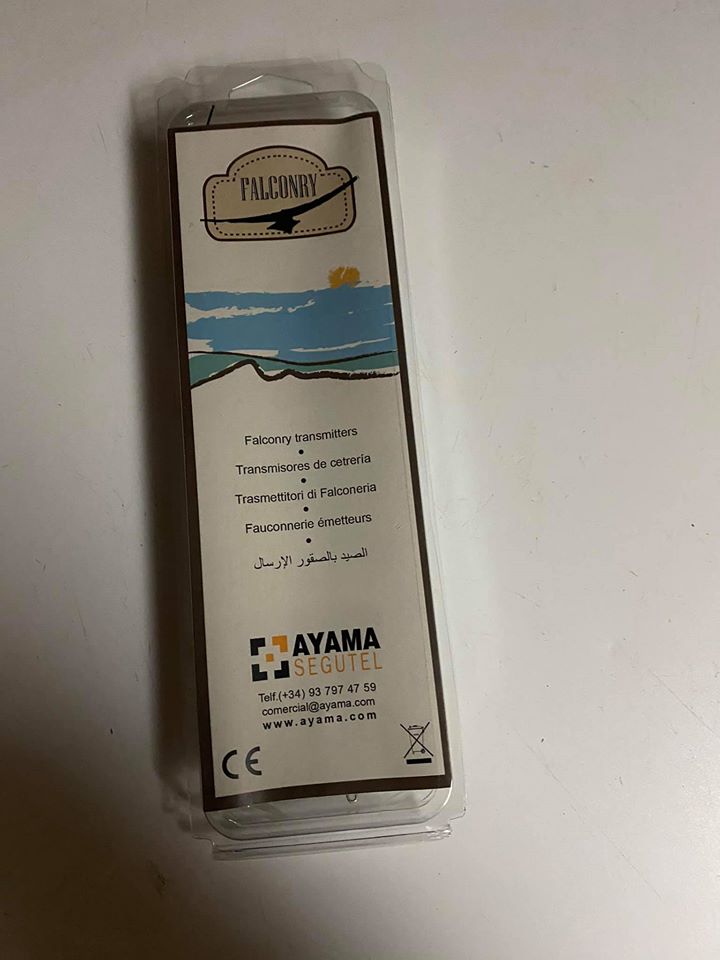 FALCONRY
Falconry transmitters
•
Transmisores de cetrería
•
Trasmettitori di Falconeria
•
Fauconnerie émetteurs
•
الصيد بالصقور الإرسال
AYAMA
SEGUTEL
Telf.(+34) 93 797 47 59
comercial@ayama.com
www.ayama.com
CE